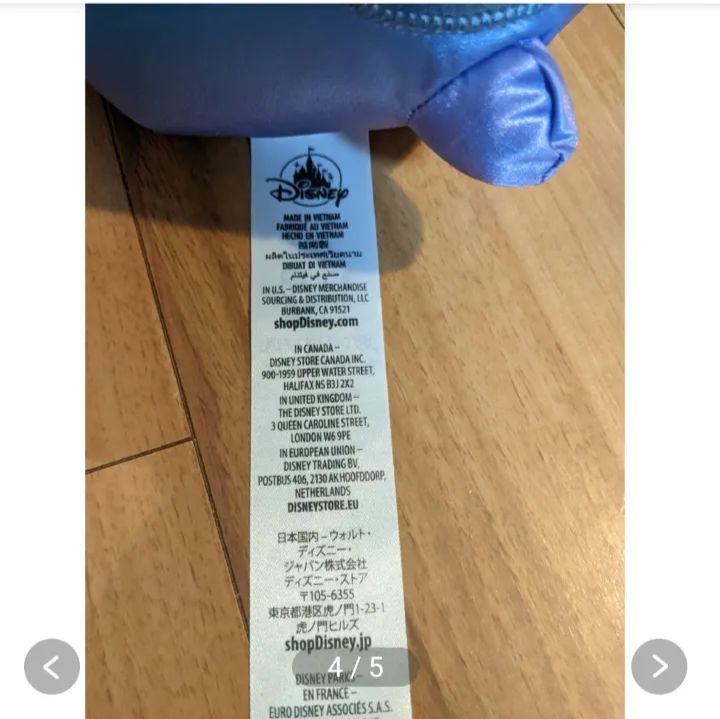 Disney
MADE IN VIETNAM
FABRIQUÉ AU VIETNAM
HECHO EN VIETNAM
越南製
ผลิตในประเทศเวียดนาม
DIBUAT DI VIETNAM
صنع في فيتنام
IN U.S. – DISNEY MERCHANDISE
SOURCING & DISTRIBUTION, LLC
BURBANK, CA 91521
shopDisney.com
IN CANADA –
DISNEY STORE CANADA INC.
900-1959 UPPER WATER STREET,
HALIFAX NS B3J 2X2
IN UNITED KINGDOM –
THE DISNEY STORE LTD.
3 QUEEN CAROLINE STREET,
LONDON W6 9PE
IN EUROPEAN UNION –
DISNEY TRADING BV,
POSTBUS 406, 2130 AK HOOFDDORP,
NETHERLANDS
DISNEYSTORE.EU
日本国内 – ウォルト・
ディズニー・
ジャパン株式会社
ディズニー・ストア
〒105-6355
東京都港区虎ノ門1-23-1
虎ノ門ヒルズ
shopDisney.jp
4 / 5
DISNEY PARKS
EN FRANCE –
EURO DISNEY ASSOCIÉS S.A.S.